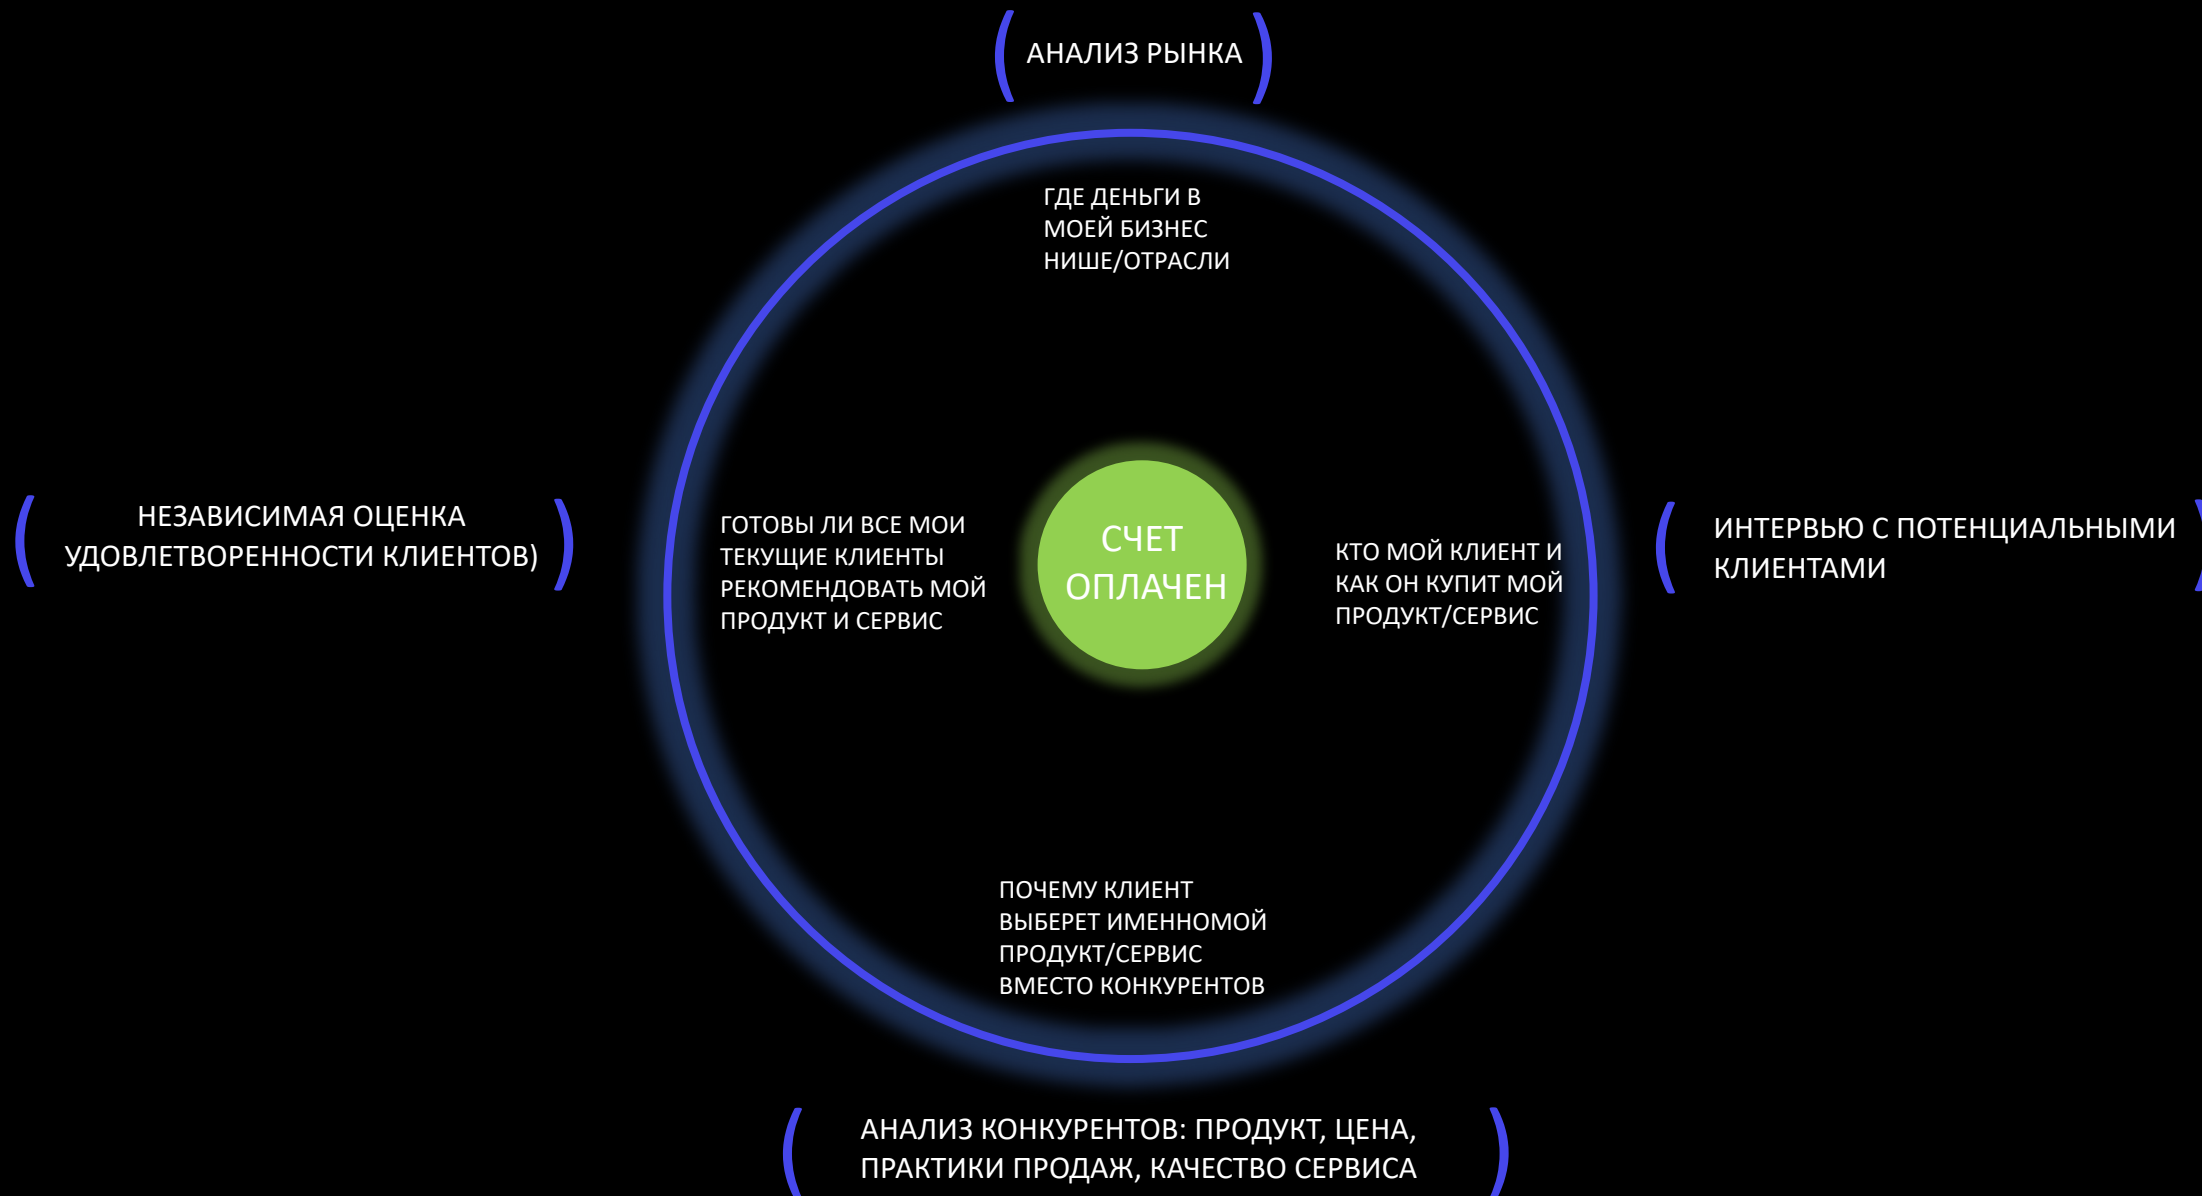 АНАЛИЗ РЫНКА
ГДЕ ДЕНЬГИ В
МОЕЙ БИЗНЕС
НИШЕ/ОТРАСЛИ
НЕЗАВИСИМАЯ ОЦЕНКА
УДОВЛЕТВОРЕННОСТИ КЛИЕНТОВ)
ГОТОВЫ ЛИ ВСЕ МОИ
ТЕКУЩИЕ КЛИЕНТЫ
РЕКОМЕНДОВАТЬ МОЙ
ПРОДУКТ И СЕРВИС
СЧЕТ
ОПЛАЧЕН
КТО МОЙ КЛИЕНТ И
КАК ОН КУПИТ МОЙ
ПРОДУКТ/СЕРВИС
ИНТЕРВЬЮ С ПОТЕНЦИАЛЬНЫМИ
КЛИЕНТАМИ
ПОЧЕМУ КЛИЕНТ
ВЫБЕРЕТ ИМЕННОМОЙ
ПРОДУКТ/СЕРВИС
ВМЕСТО КОНКУРЕНТОВ
АНАЛИЗ КОНКУРЕНТОВ: ПРОДУКТ, ЦЕНА,
ПРАКТИКИ ПРОДАЖ, КАЧЕСТВО СЕРВИСА